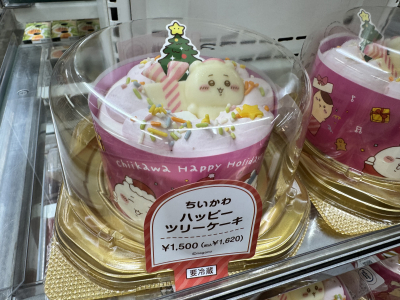 Chiikawa Happy Holiday
ちいかわ
ハッピー
ツリーケーキ
¥1,500 (税込¥1,620)
要冷蔵